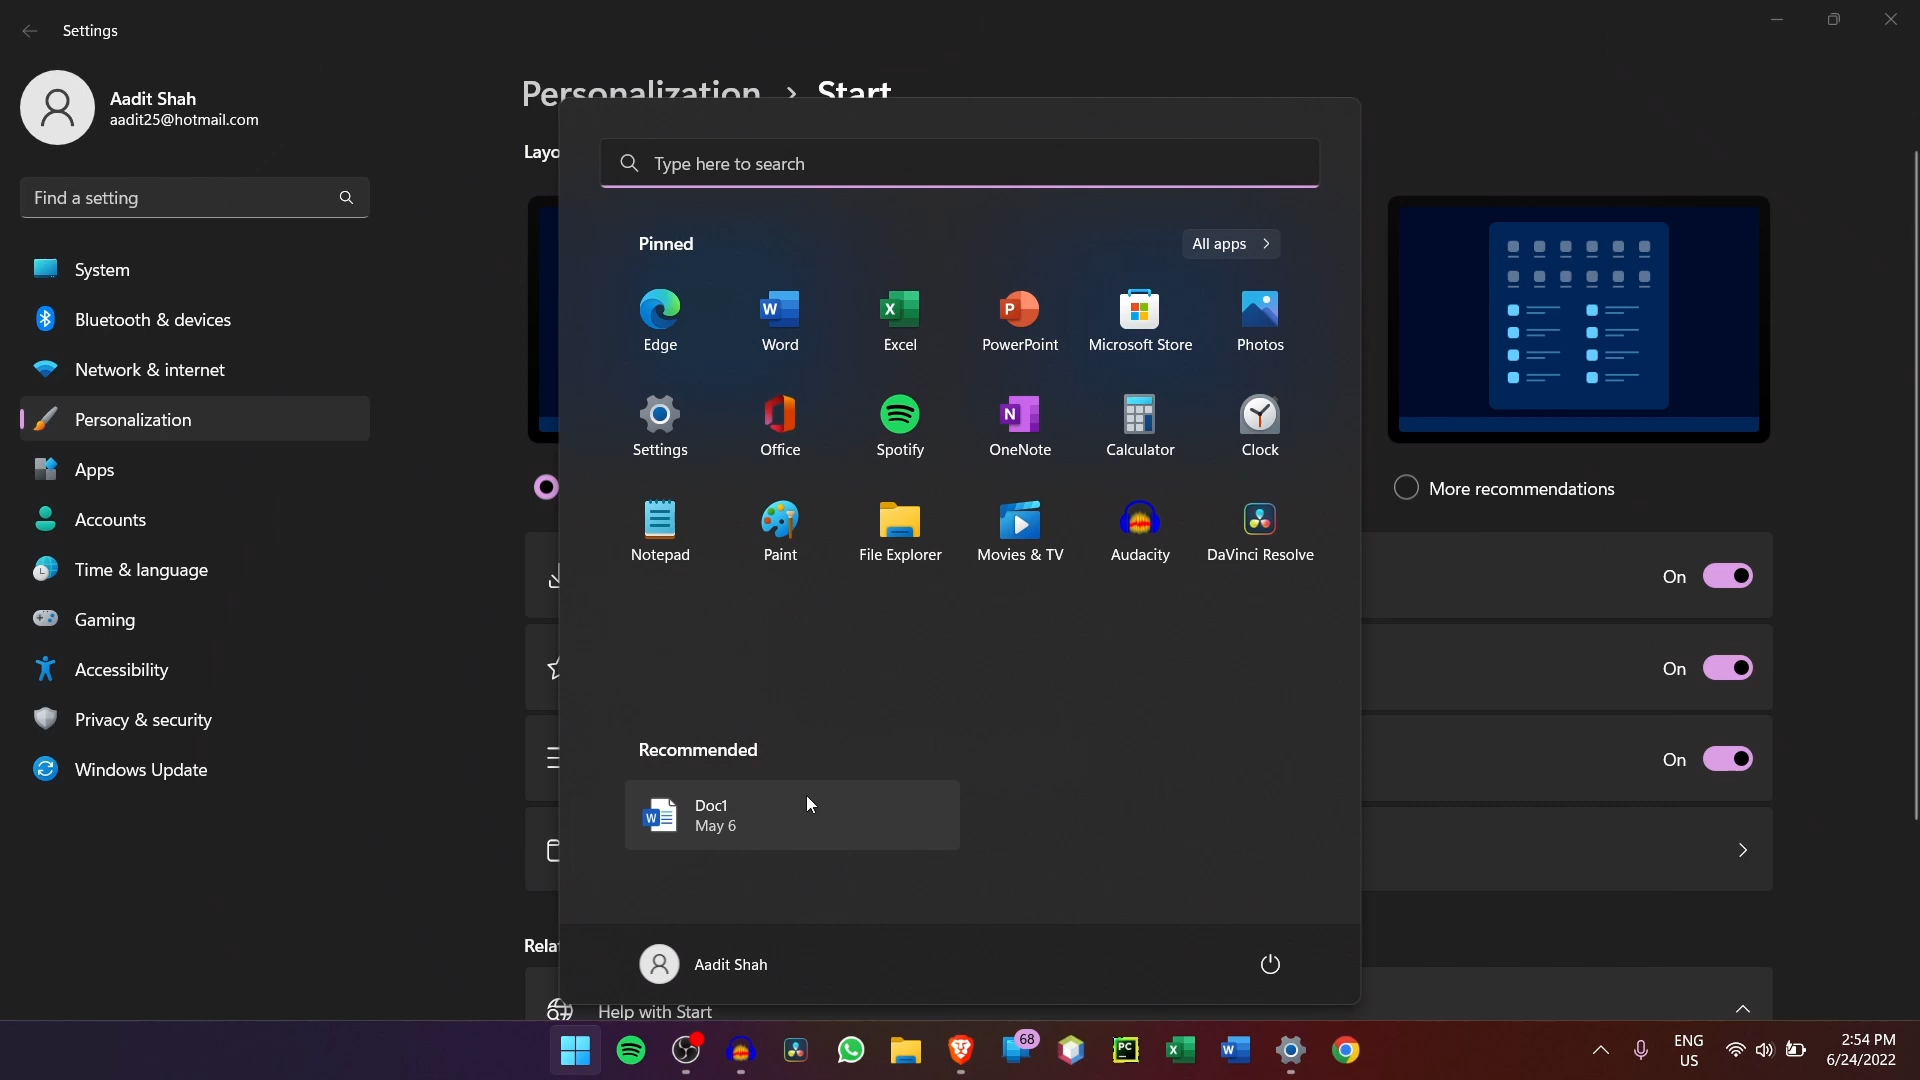 Settings
Aadit Shah
aadit25@hotmail.com
Find a setting
System
Bluetooth & devices
Network & internet
Personalization
Apps
Accounts
Time & language
Gaming
Accessibility
Privacy & security
Windows Update
Personalization > Start
Layo
Type here to search
Pinned
All apps >
Edge
Word
Excel
PowerPoint
Microsoft Store
Photos
Settings
Office
Spotify
OneNote
Calculator
Clock
Notepad
Paint
File Explorer
Movies & TV
Audacity
DaVinci Resolve
Recommended
Doc1
May 6
Aadit Shah
More recommendations
On
On
On
Rela
Help with Start
68
PC
ENG
US
2:54 PM
6/24/2022